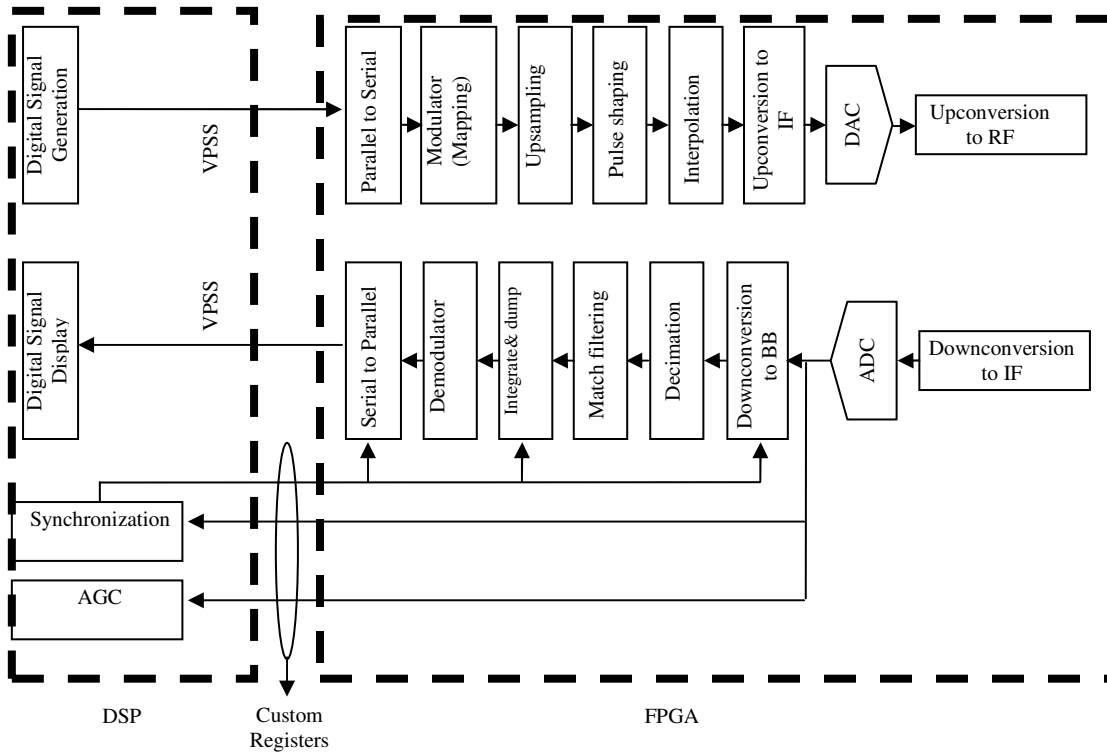 Digital Signal
Generation
VPSS
Parallel to Serial
Modulator
(Mapping)
Upsampling
Pulse shaping
Interpolation
Upconversion to
IF
DAC
Upconversion
to RF
Digital Signal
Display
VPSS
Serial to Parallel
Demodulator
Integrate& dump
Match filtering
Decimation
Downconversion
to BB
ADC
Downconversion
to IF
Synchronization
AGC
DSP
Custom
Registers
FPGA